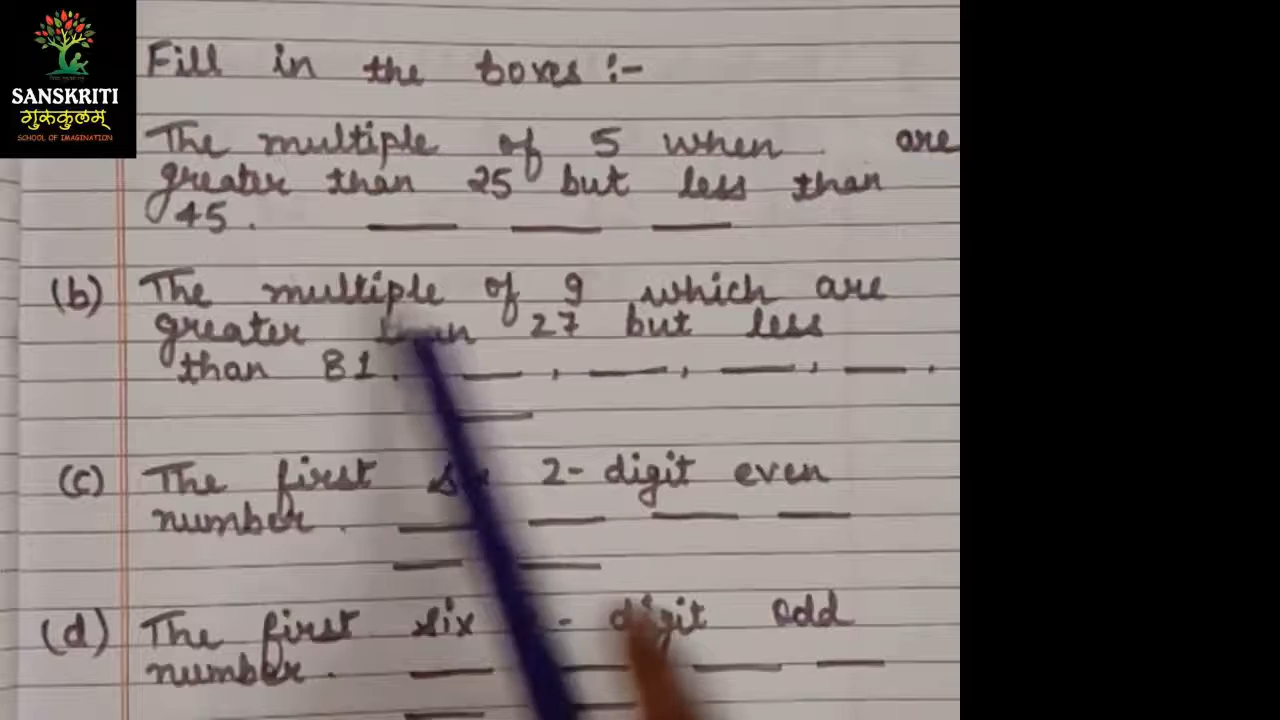 SANSKRITI
गुरुकुलम्
SCHOOL OF IMAGINATION
Fill in the boxes :-
The multiple of 5 when are
greater than 25 but less than
45.
(b) The multiple of 9 which are
greater than 27 but less
than 81.
(c) The first six 2-digit even
number.
(d) The first six - digit odd
number.